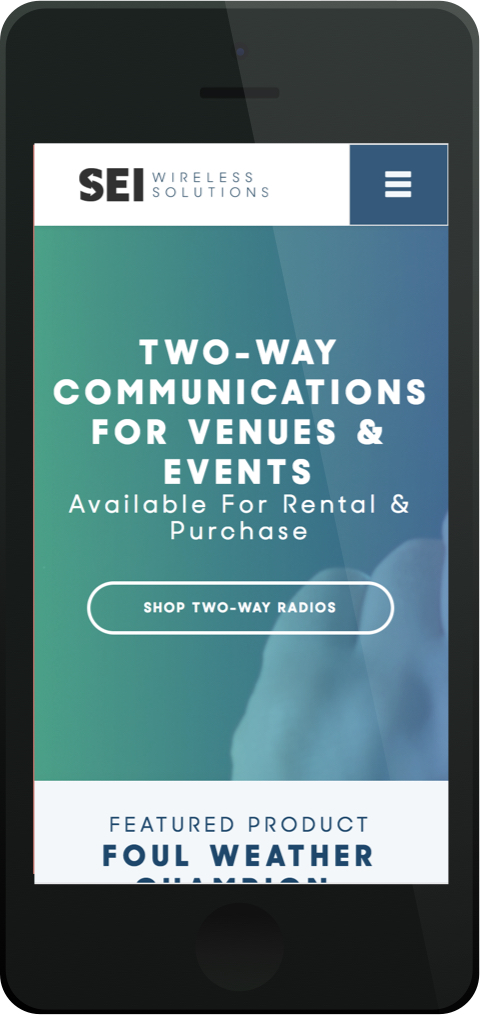 SEI WIRELESS
SOLUTIONS
TWO-WAY
COMMUNICATIONS
FOR VENUES &
EVENTS
Available For Rental &
Purchase
SHOP TWO-WAY RADIOS
FEATURED PRODUCT
FOUL WEATHER
CHAMPION